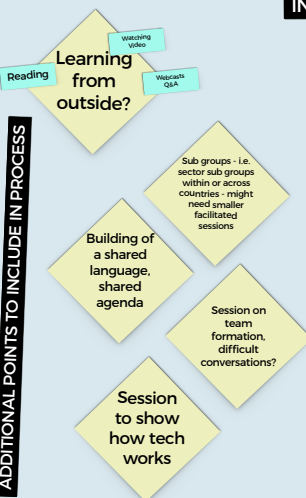 IN
Watching
Video
Learning
from
outside?
Reading
Webcasts
Q&A
Sub groups - i.e.
sector sub groups
within or across
countries - might
need smaller
facilitated
sessions
Building of
a shared
language,
shared
agenda
Session on
team
formation,
difficult
conversations?
Session
to show
how tech
works
ADDITIONAL POINTS TO INCLUDE IN PROCESS